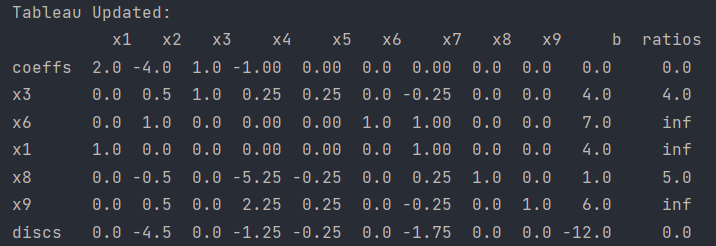 Tableau Updated:
x1 x2 x3 x4 x5 x6 x7 x8 x9 b ratios
coeffs 2.0 -4.0 1.0 -1.00 0.00 0.0 0.00 0.0 0.0 0.0 0.0
x3 0.0 0.5 1.0 0.25 0.25 0.0 -0.25 0.0 0.0 4.0 4.0
x6 0.0 1.0 0.0 0.00 0.00 1.0 1.00 0.0 0.0 7.0 inf
x1 1.0 0.0 0.0 0.00 0.00 0.0 1.00 0.0 0.0 4.0 inf
x8 0.0 -0.5 0.0 -5.25 -0.25 0.0 0.25 1.0 0.0 1.0 5.0
x9 0.0 0.5 0.0 2.25 0.25 0.0 -0.25 0.0 1.0 6.0 inf
discs 0.0 -4.5 0.0 -1.25 -0.25 0.0 -1.75 0.0 0.0 -12.0 0.0